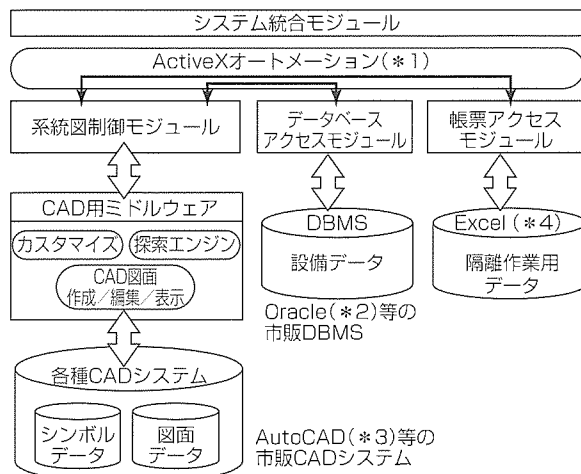 システム統合モジュール
ActiveXオートメーション(*1)
系統図制御モジュール
データベース
アクセスモジュール
帳票アクセス
モジュール
CAD用ミドルウェア
カスタマイズ
探索エンジン
CAD図面
作成／編集／表示
DBMS
設備データ
Oracle(*2)等の
市販DBMS
Excel(*4)
隔離作業用
データ
各種CADシステム
シンボル
データ
図面
データ
AutoCAD(*3)等の
市販CADシステム